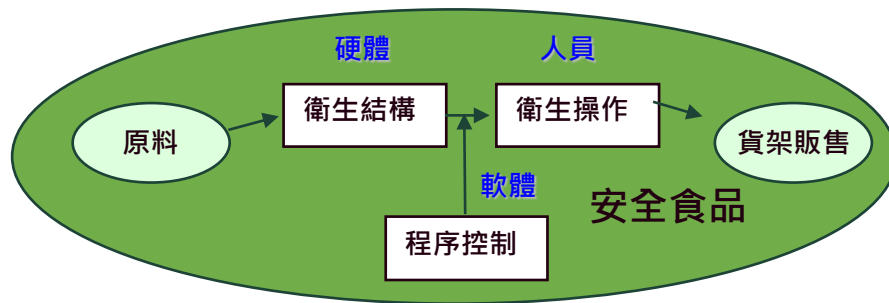 硬體
人員
原料
衛生結構
衛生操作
貨架販售
軟體
安全食品
程序控制